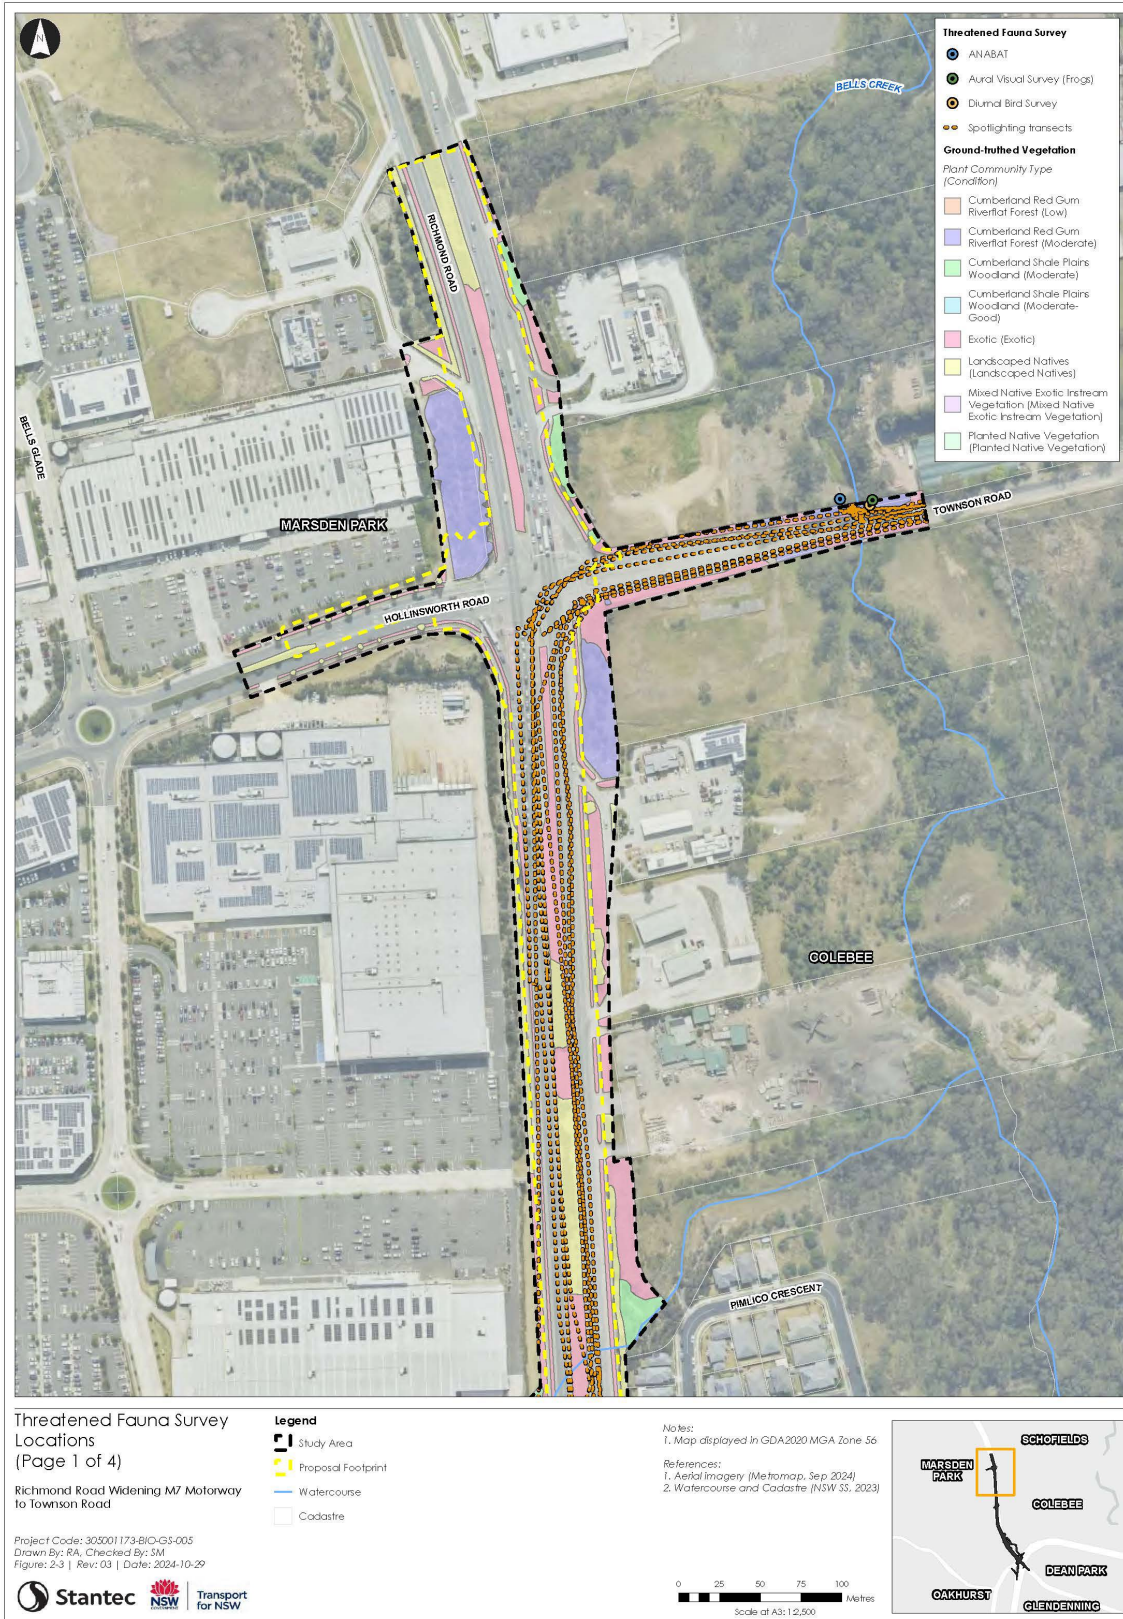 N
BELLS CREEK
RICHMOND ROAD
BELLS GLADE
MARSDEN PARK
TOWNSON ROAD
HOLLINSWORTH ROAD
COLEBEE
PIMLICO CRESCENT
Threatened Fauna Survey
ANABAT
Aural Visual Survey (Frogs)
Diurnal Bird Survey
Spotlighting transects
Ground-truthed Vegetation
Plant Community Type
(Condition)
Cumberland Red Gum
Riverflat Forest (Low)
Cumberland Red Gum
Riverflat Forest (Moderate)
Cumberland Shale Plains
Woodland (Moderate)
Cumberland Shale Plains
Woodland (Moderate-
Good)
Exotic (Exotic)
Landscaped Natives
(Landscaped Natives)
Mixed Native Exotic Instream
Vegetation (Mixed Native
Exotic Instream Vegetation)
Planted Native Vegetation
(Planted Native Vegetation)
Threatened Fauna Survey
Locations
(Page 1 of 4)
Richmond Road Widening M7 Motorway
to Townson Road
Project Code: 305001173-BIO-GS-005
Drawn By: RA, Checked By: SM
Figure: 2-3 | Rev: 03 | Date: 2024-10-29
Stantec
NSW
GOVERNMENT
Transport
for NSW
Legend
Study Area
Proposal Footprint
Watercourse
Cadastre
Notes:
1. Map displayed in GDA2020 MGA Zone 56
References:
1. Aerial imagery (Metromap, Sep 2024)
2. Watercourse and Cadastre (NSW SS, 2023)
0 25 50 75 100
Metres
Scale at A3: 1:2,500
SCHOFIELDS
MARSDEN
PARK
COLEBEE
DEAN PARK
OAKHURST
GLENDENNING